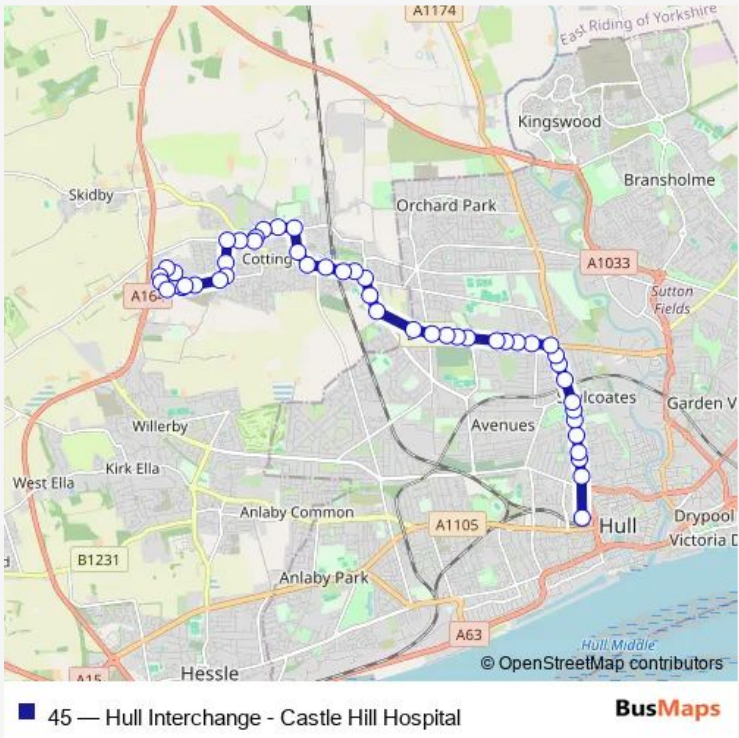 A1174
East Riding of Yorkshire
Kingswood
Skidby
Bransholme
Orchard Park
Cotting
A1033
A164
Sutton
Fields
Garden V
Avenues
Willerby
Kirk Ella
West Ella
Anlaby Common
A1105
Hull
Drypool
Victoria D
B1231
Anlaby Park
A63
Hull Middle
Hessle
A15
© OpenStreetMap contributors
45 — Hull Interchange - Castle Hill Hospital
BusMaps